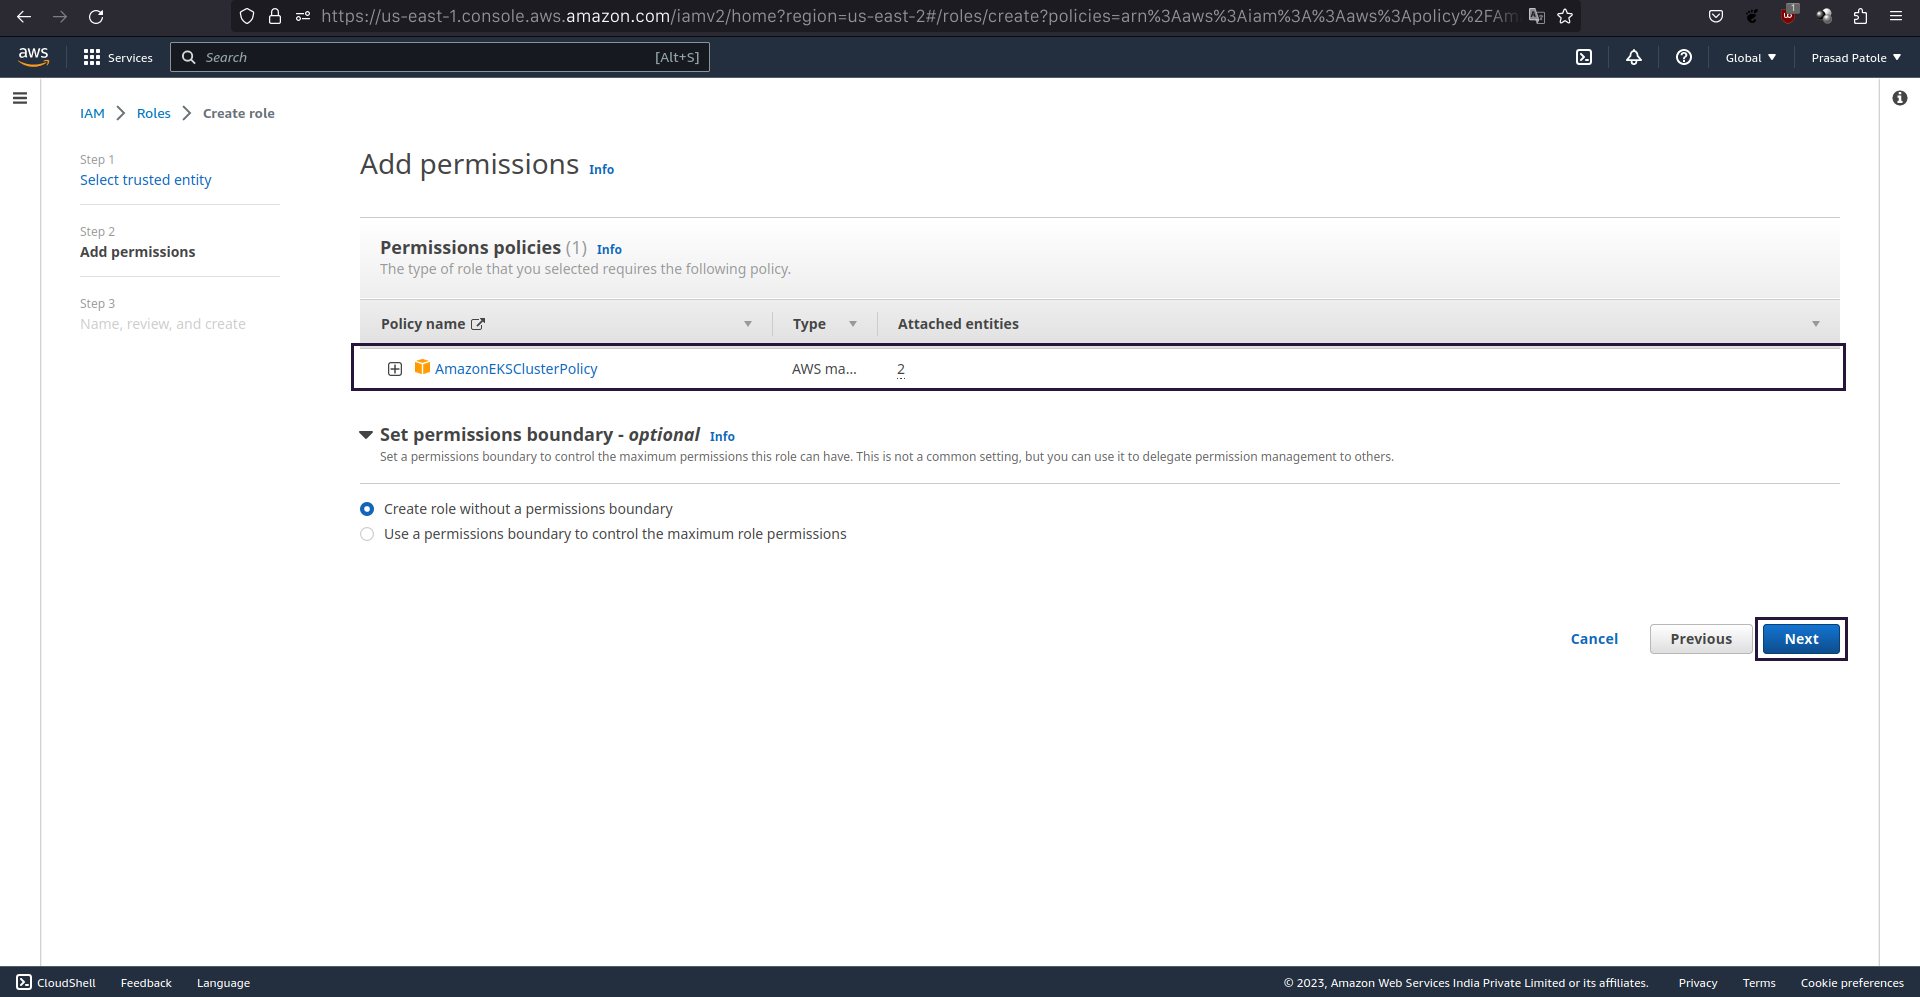 https://us-east-1.console.aws.amazon.com/iamv2/home?region=us-east-2#/roles/create?policies=arn%3Aaws%3Aiam%3A%3Aaws%3Apolicy%2FAm
1
aws
Services
Search
[Alt+S]
Global
Prasad Patole
IAM > Roles > Create role
Step 1
Select trusted entity
Step 2
Add permissions
Step 3
Name, review, and create
Add permissions Info
Permissions policies (1) Info
The type of role that you selected requires the following policy.
Policy name Type Attached entities
AmazonEKSClusterPolicy AWS ma... 2
Set permissions boundary - optional Info
Set a permissions boundary to control the maximum permissions this role can have. This is not a common setting, but you can use it to delegate permission management to others.
Create role without a permissions boundary
Use a permissions boundary to control the maximum role permissions
Cancel Previous Next
CloudShell Feedback Language © 2023, Amazon Web Services India Private Limited or its affiliates. Privacy Terms Cookie preferences